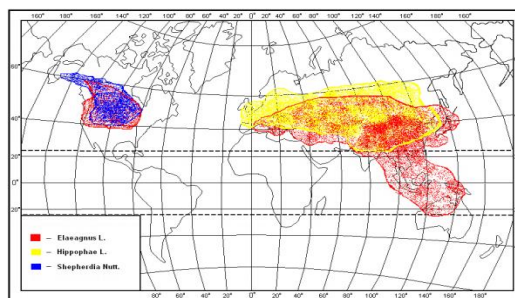 180° 160° 140° 120° 100° 80° 60° 40° 20° 0° 20° 40° 60° 80° 100° 120° 140° 160° 180°
60°
40°
20°
0°
20°
– Elaeagnus L.
– Hippophae L.
– Shepherdia Nutt.
80° 60° 40° 20° 0° 20° 40° 60° 80° 100° 120° 140° 160° 180°